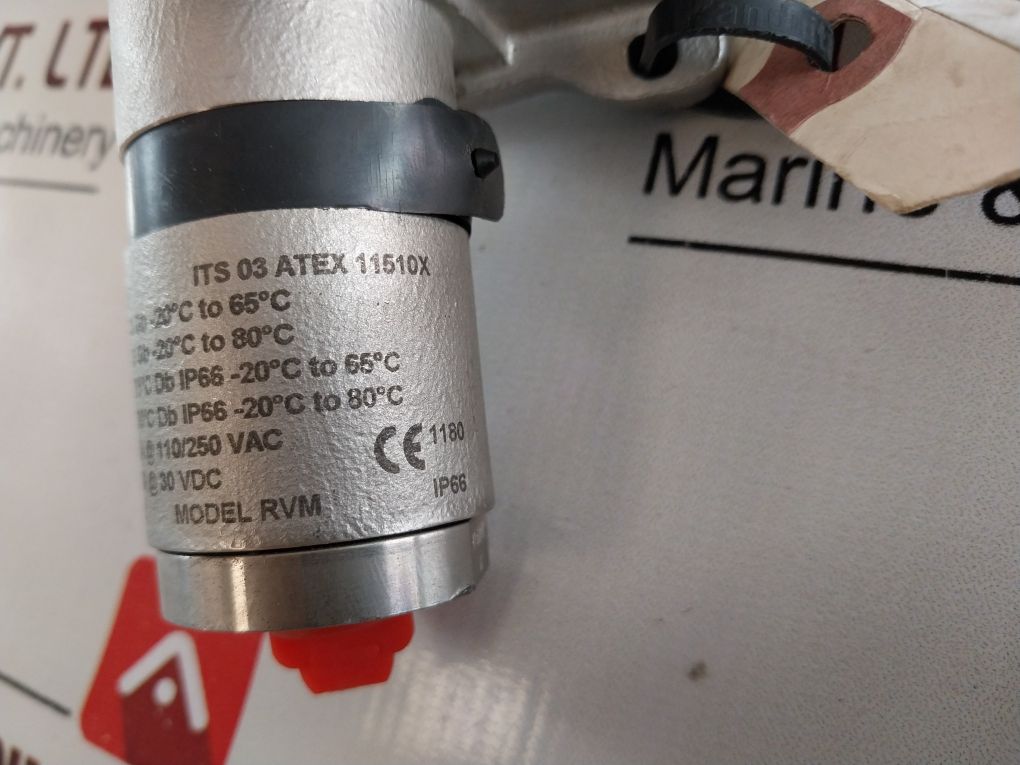 T. LT
chinery
Marin &
ITS 03 ATEX 11510X
-20°C to 65°C
-20°C to 80°C
°C Db IP66 -20°C to 65°C
°C Db IP66 -20°C to 80°C
@ 110/250 VAC
@ 30 VDC
CE 1180
IP66
MODEL RVM